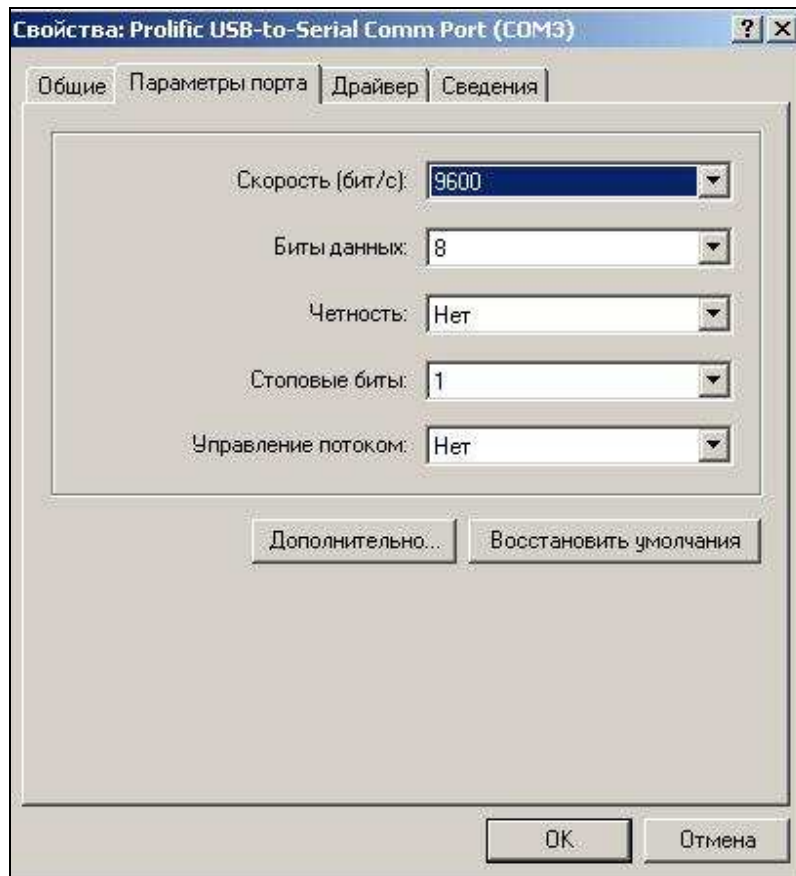 Свойства: Prolific USB-to-Serial Comm Port (COM3)
Общие Параметры порта Драйвер Сведения
Скорость (бит/с): 9600
Биты данных: 8
Четность: Нет
Стоповые биты: 1
Управление потоком: Нет
Дополнительно... Восстановить умолчания
OK Отмена